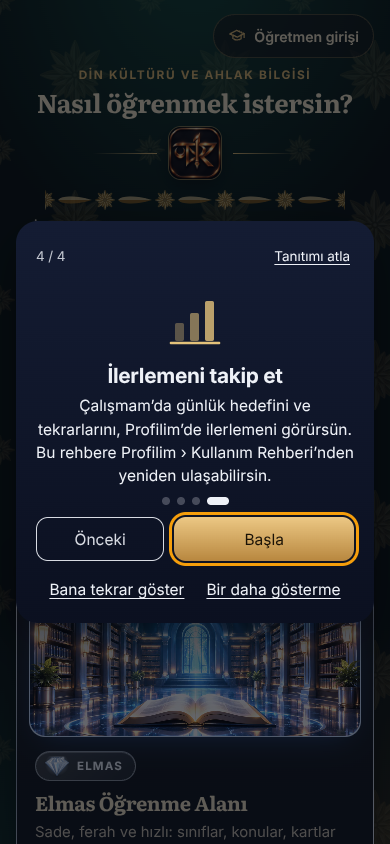 Öğretmen girişi
DİN KÜLTÜRÜ VE AHLAK BİLGİSİ
Nasıl öğrenmek istersin?
4 / 4
Tanıtımı atla
İlerlemeni takip et
Çalışmam’da günlük hedefini ve
tekrarlarını, Profilim’de ilerlemeni görürsün.
Bu rehbere Profilim › Kullanım Rehberi’nden
yeniden ulaşabilirsin.
Önceki
Başla
Bana tekrar göster
Bir daha gösterme
ELMAS
Elmas Öğrenme Alanı
Sade, ferah ve hızlı: sınıflar, konular, kartlar